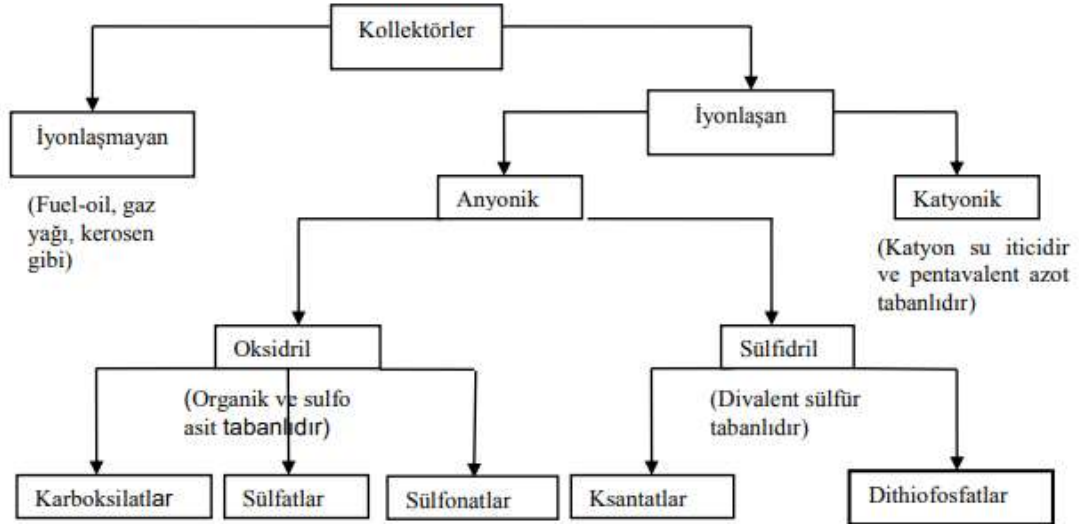 Kollektörler
İyonlaşmayan
İyonlaşan
(Fuel-oil, gaz
yağı, kerosen
gibi)
Anyonik
Katyonik
(Katyon su iticidir
ve pentavalent azot
tabanlıdır)
Oksidril
Sülfidril
(Organik ve sulfo
asit tabanlıdır)
(Divalent sülfür
tabanlıdır)
Karboksilatlar
Sülfatlar
Sülfonatlar
Ksantatlar
Dithiofosfatlar